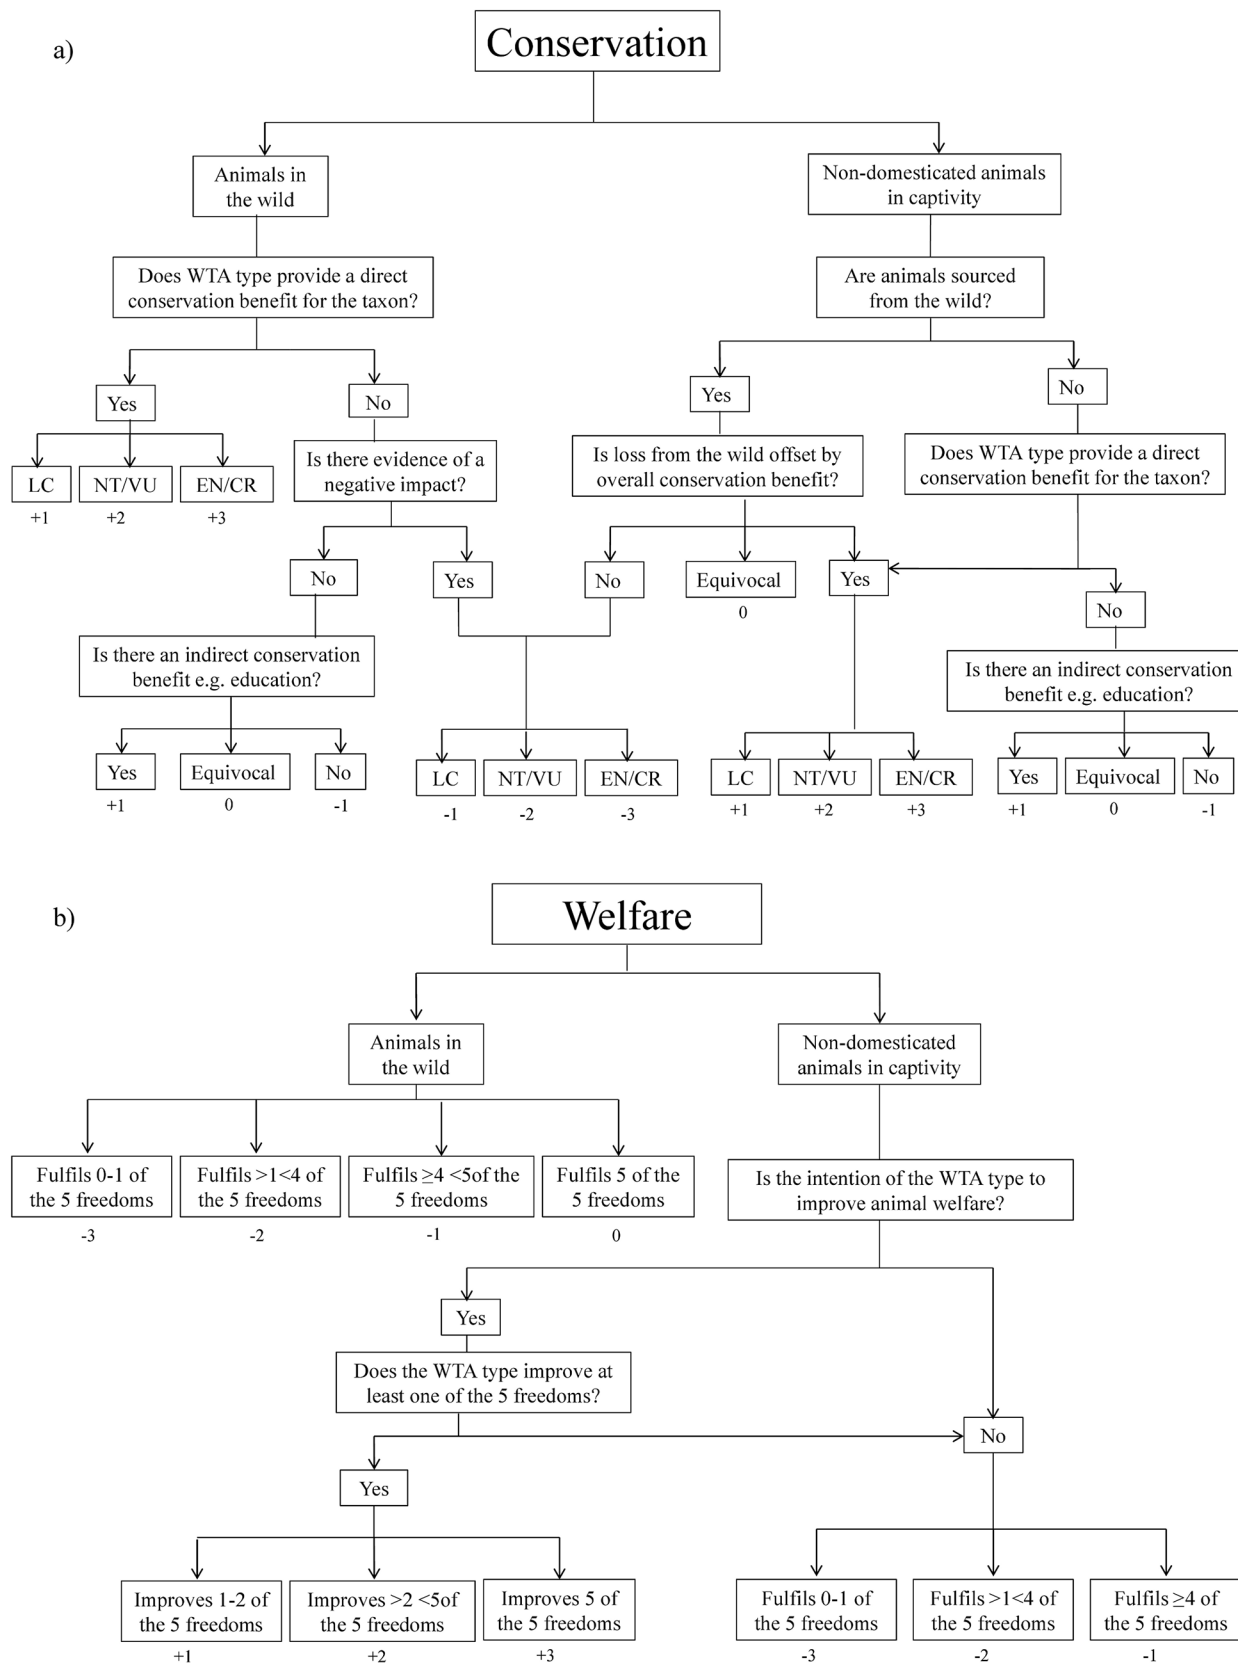 a)
Conservation
Animals in
the wild
Non-domesticated animals
in captivity
Does WTA type provide a direct
conservation benefit for the taxon?
Are animals sourced
from the wild?
Yes
No
Yes
No
LC
NT/VU
EN/CR
+1
+2
+3
Is there evidence of a
negative impact?
Is loss from the wild offset by
overall conservation benefit?
Does WTA type provide a direct
conservation benefit for the taxon?
No
Yes
No
Equivocal
0
Yes
No
Is there an indirect conservation
benefit e.g. education?
Is there an indirect conservation
benefit e.g. education?
Yes
Equivocal
No
+1
0
-1
LC
NT/VU
EN/CR
-1
-2
-3
LC
NT/VU
EN/CR
+1
+2
+3
Yes
Equivocal
No
+1
0
-1
b)
Welfare
Animals in
the wild
Non-domesticated
animals in captivity
Fulfils 0-1 of
the 5 freedoms
-3
Fulfils >1<4 of
the 5 freedoms
-2
Fulfils ≥4 <5of the
5 freedoms
-1
Fulfils 5 of the
5 freedoms
0
Is the intention of the WTA type to
improve animal welfare?
Yes
Does the WTA type improve at
least one of the 5 freedoms?
No
Yes
Improves 1-2 of
the 5 freedoms
+1
Improves >2 <5of
the 5 freedoms
+2
Improves 5 of
the 5 freedoms
+3
Fulfils 0-1 of
the 5 freedoms
-3
Fulfils >1<4 of
the 5 freedoms
-2
Fulfils ≥4 of
the 5 freedoms
-1